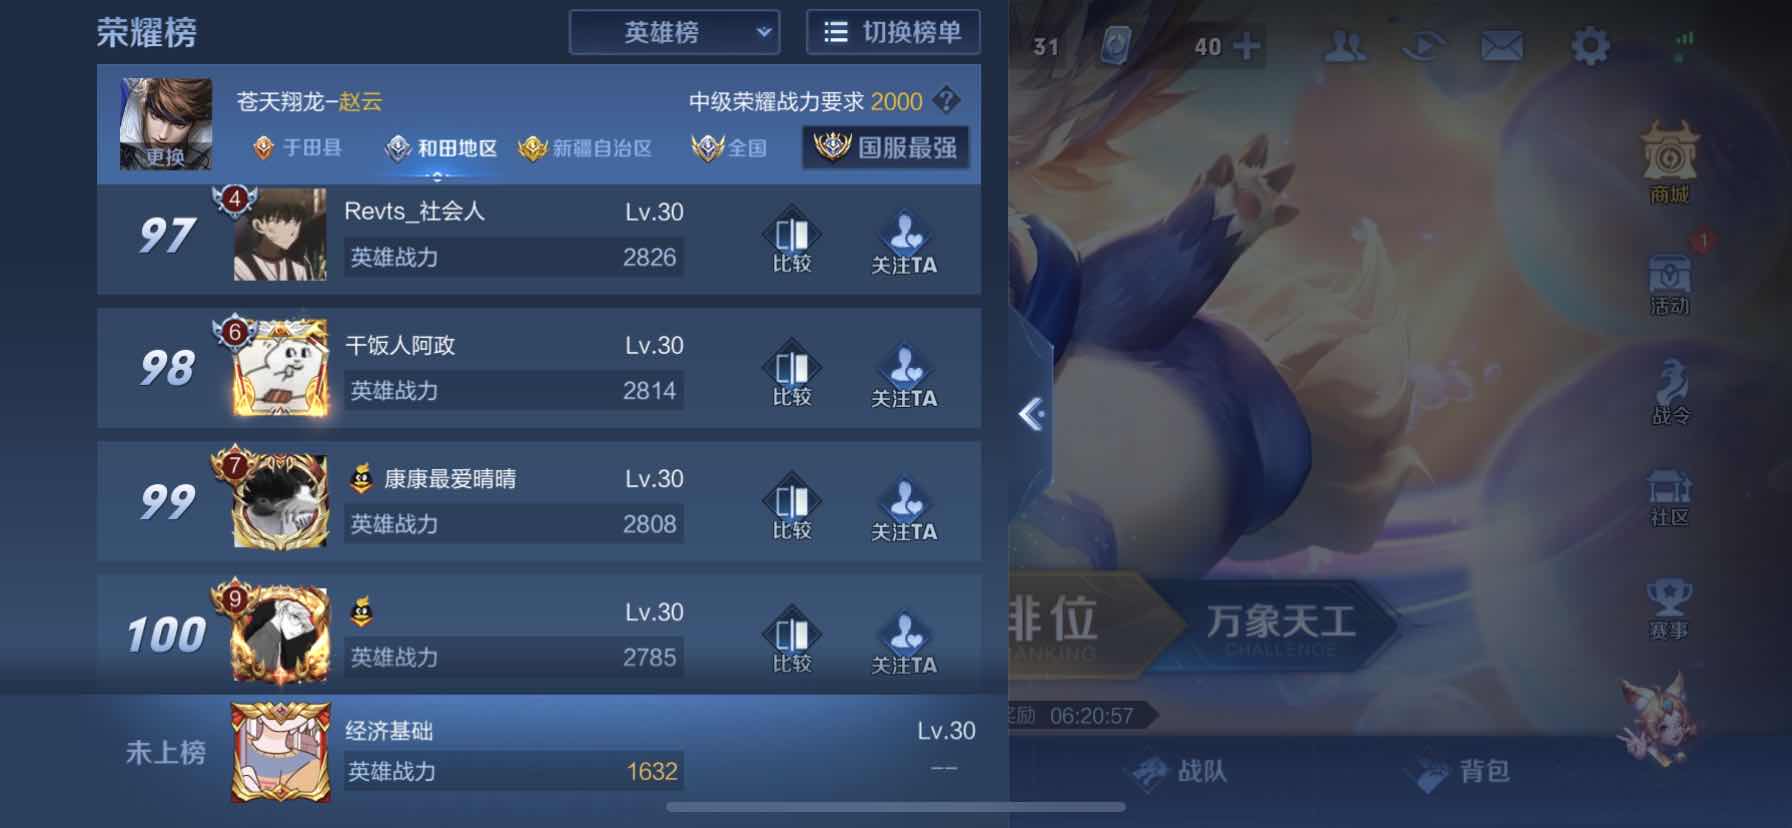 荣耀榜
英雄榜
切换榜单
31
40
苍天翔龙-赵云
中级荣耀战力要求 2000 ?
更换
于田县
和田地区
新疆自治区
全国
国服最强
97
4
Revts_社会人
Lv.30
英雄战力
2826
比较
关注TA
98
6
干饭人阿政
Lv.30
英雄战力
2814
比较
关注TA
99
7
康康最爱晴晴
Lv.30
英雄战力
2808
比较
关注TA
100
9
Lv.30
英雄战力
2785
比较
关注TA
未上榜
经济基础
Lv.30
英雄战力
1632
--
商城
1
活动
战令
社区
赛事
排位
RANKING
万象天工
CHALLENGE
奖励 06:20:57
战队
背包